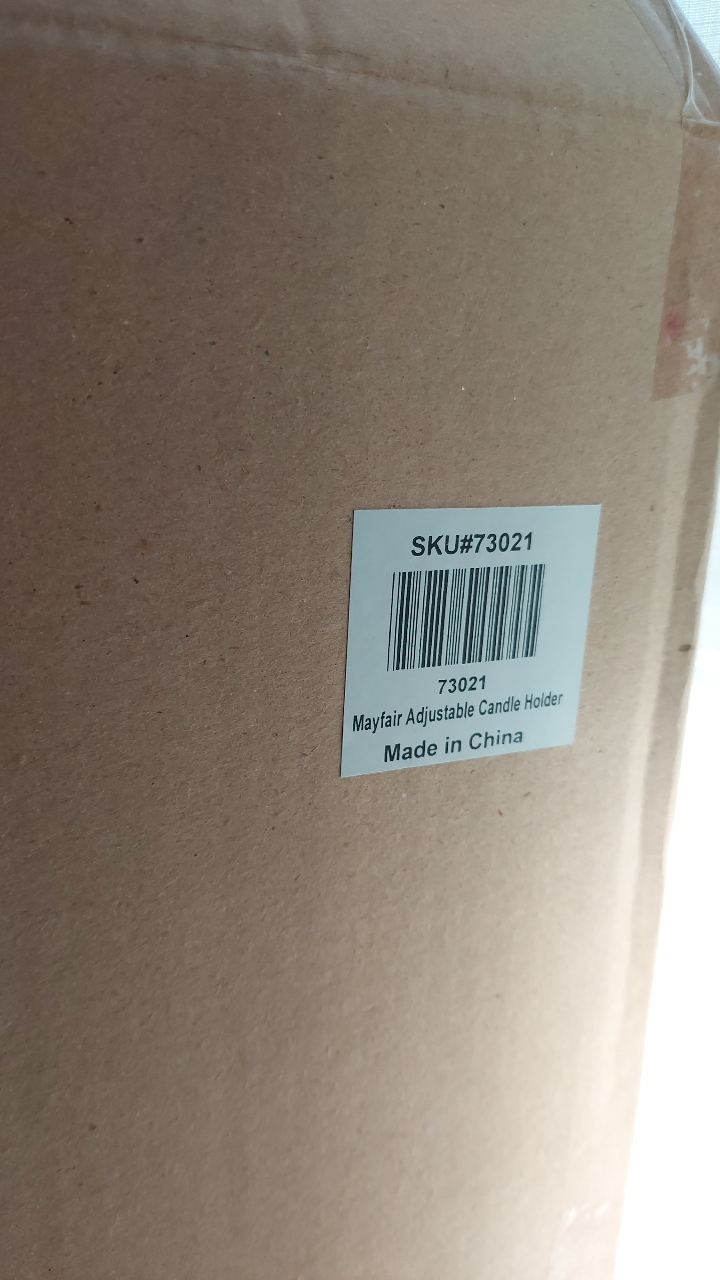 SKU#73021
73021
Mayfair Adjustable Candle Holder
Made in China